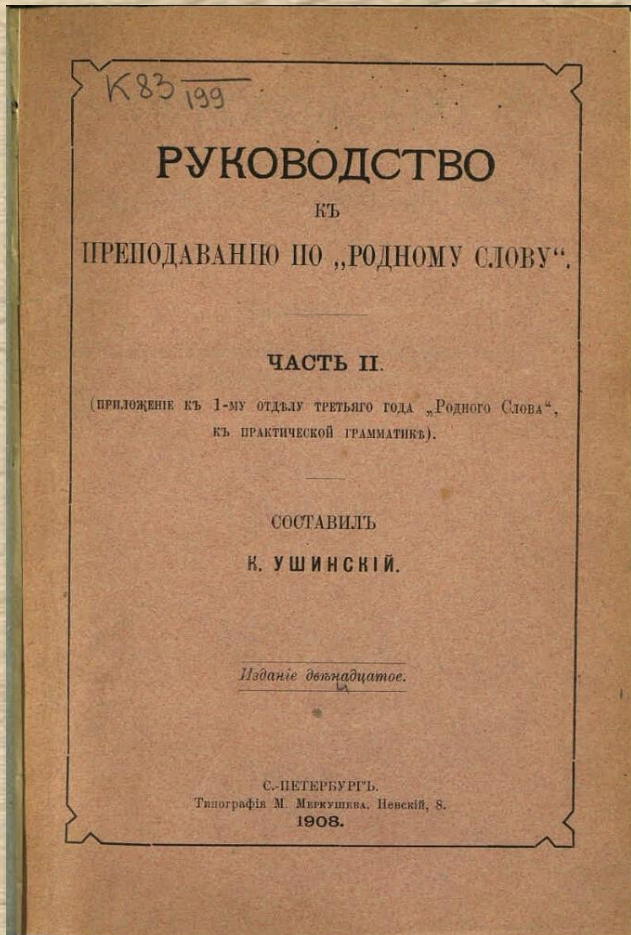 К83/199
РУКОВОДСТВО
КЪ
ПРЕПОДАВАНІЮ ПО „РОДНОМУ СЛОВУ“.
ЧАСТЬ II.
(ПРИЛОЖЕНІЕ КЪ 1-МУ ОТДѢЛУ ТРЕТЬЯГО ГОДА „РОДНОГО СЛОВА“,
КЪ ПРАКТИЧЕСКОЙ ГРАММАТИКѢ).
СОСТАВИЛЪ
К. УШИНСКІЙ.
Изданіе двѣнадцатое.
С.-ПЕТЕРБУРГЪ.
Типографія М. Меркушева. Невскій, 8.
1908.